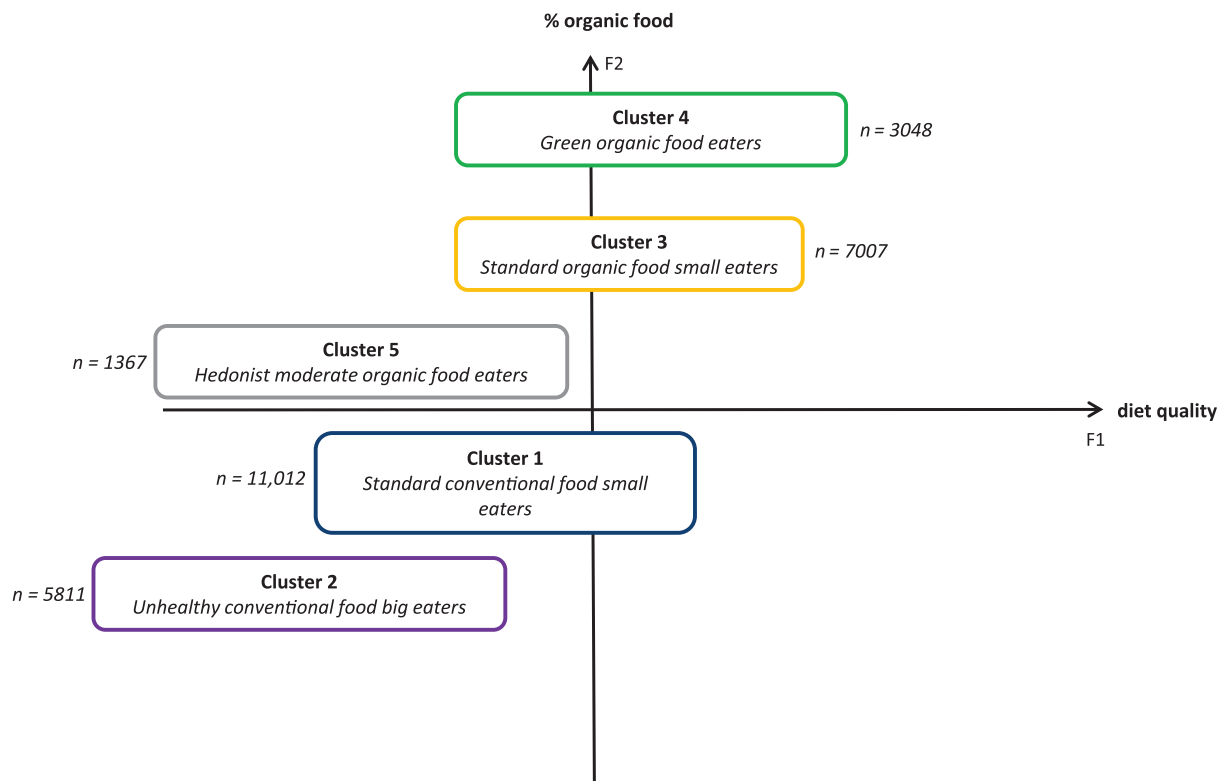 % organic food
F2
Cluster 4
Green organic food eaters
n = 3048
Cluster 3
Standard organic food small eaters
n = 7007
Cluster 5
Hedonist moderate organic food eaters
n = 1367
diet quality
F1
Cluster 1
Standard conventional food small
eaters
n = 11,012
Cluster 2
Unhealthy conventional food big eaters
n = 5811